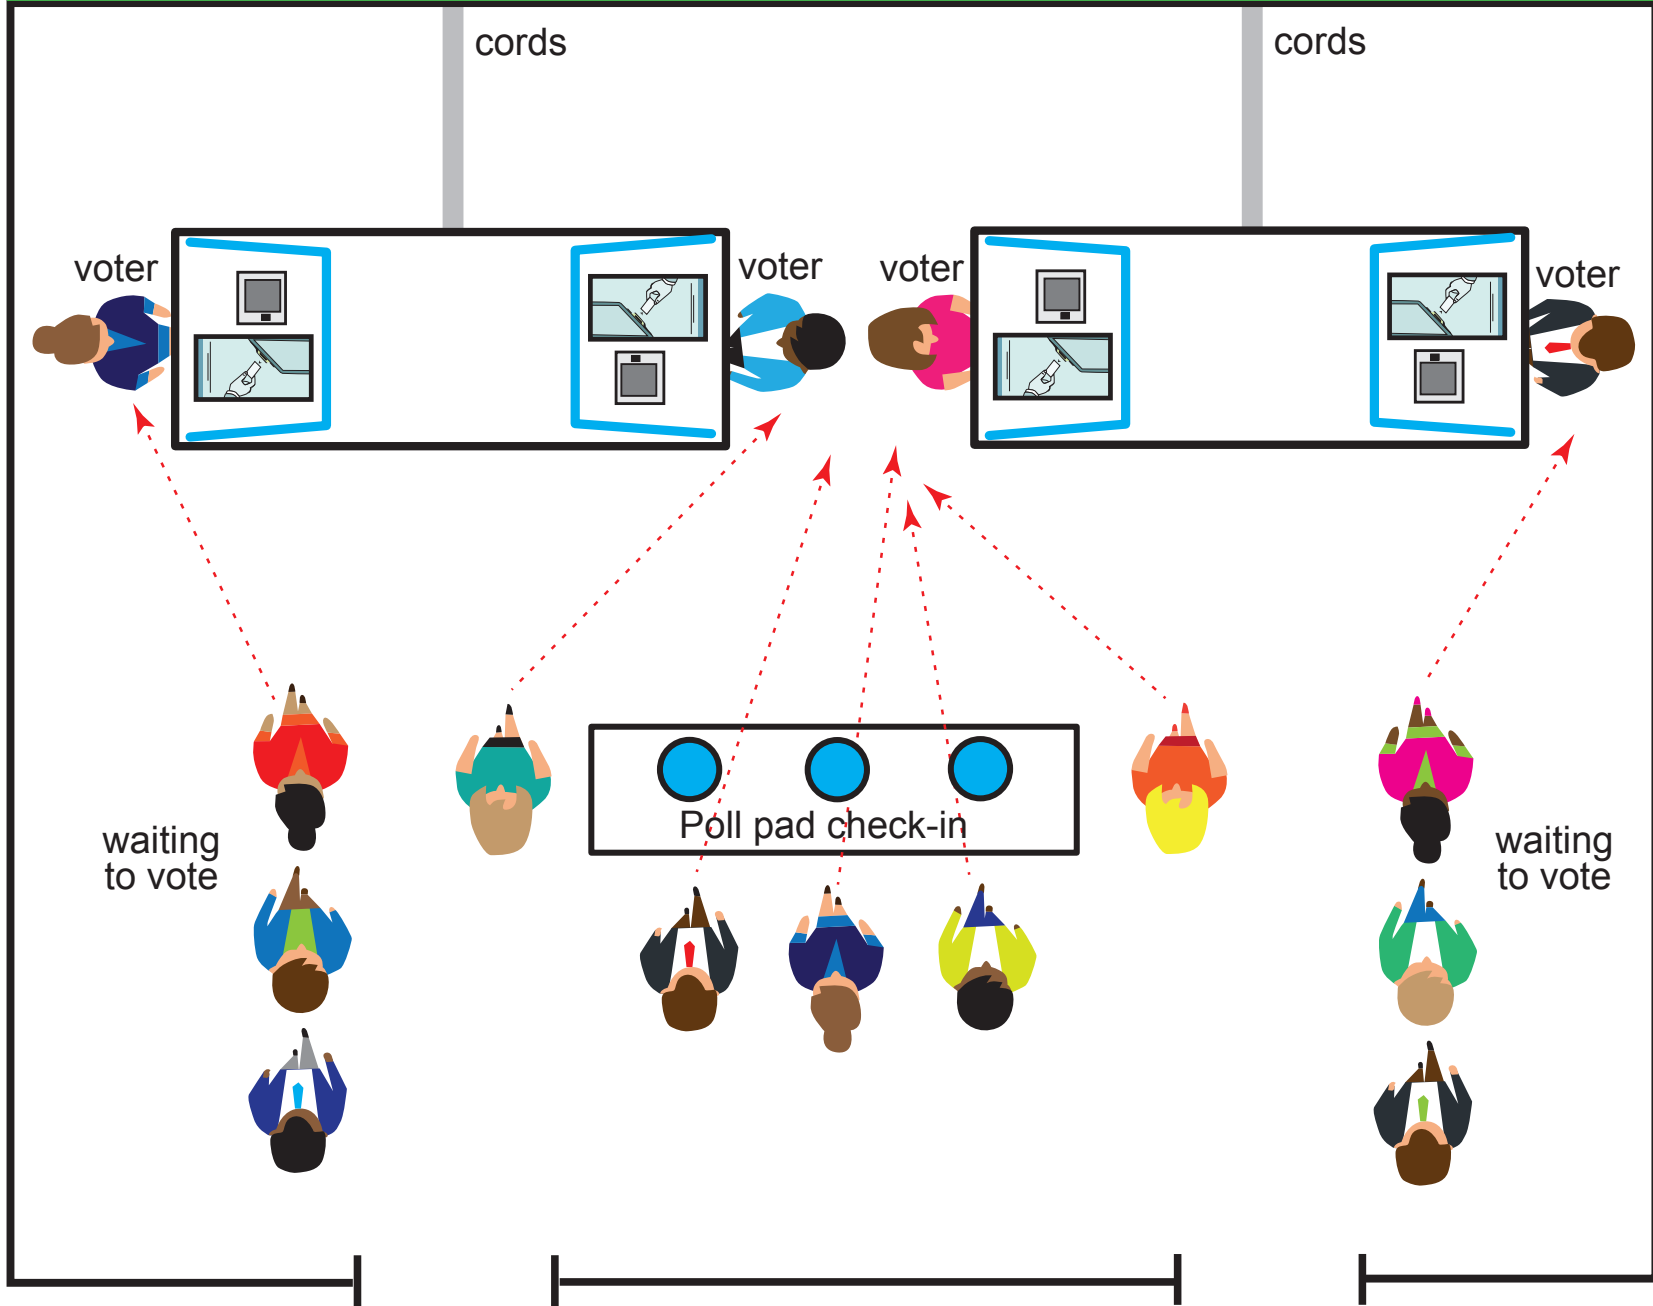 cords
cords
voter
voter
voter
voter
Poll pad check-in
waiting
to vote
waiting
to vote